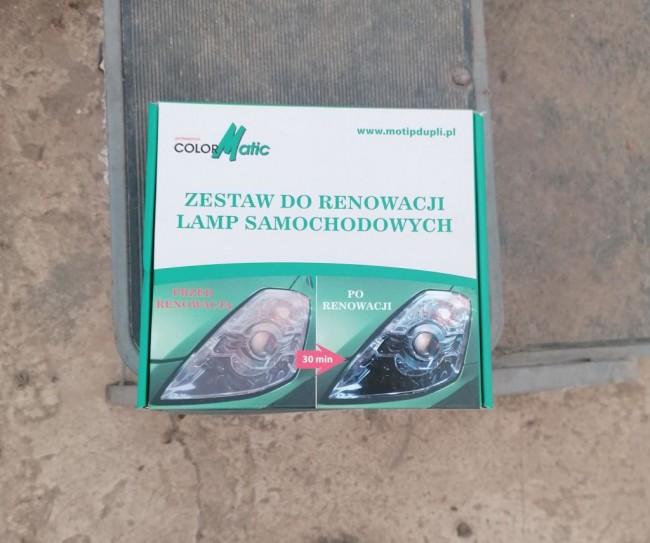 professional
COLORMatic
www.motipdupli.pl
ZESTAW DO RENOWACJI
LAMP SAMOCHODOWYCH
PRZED
RENOWACJĄ
PO
RENOWACJI
30 min